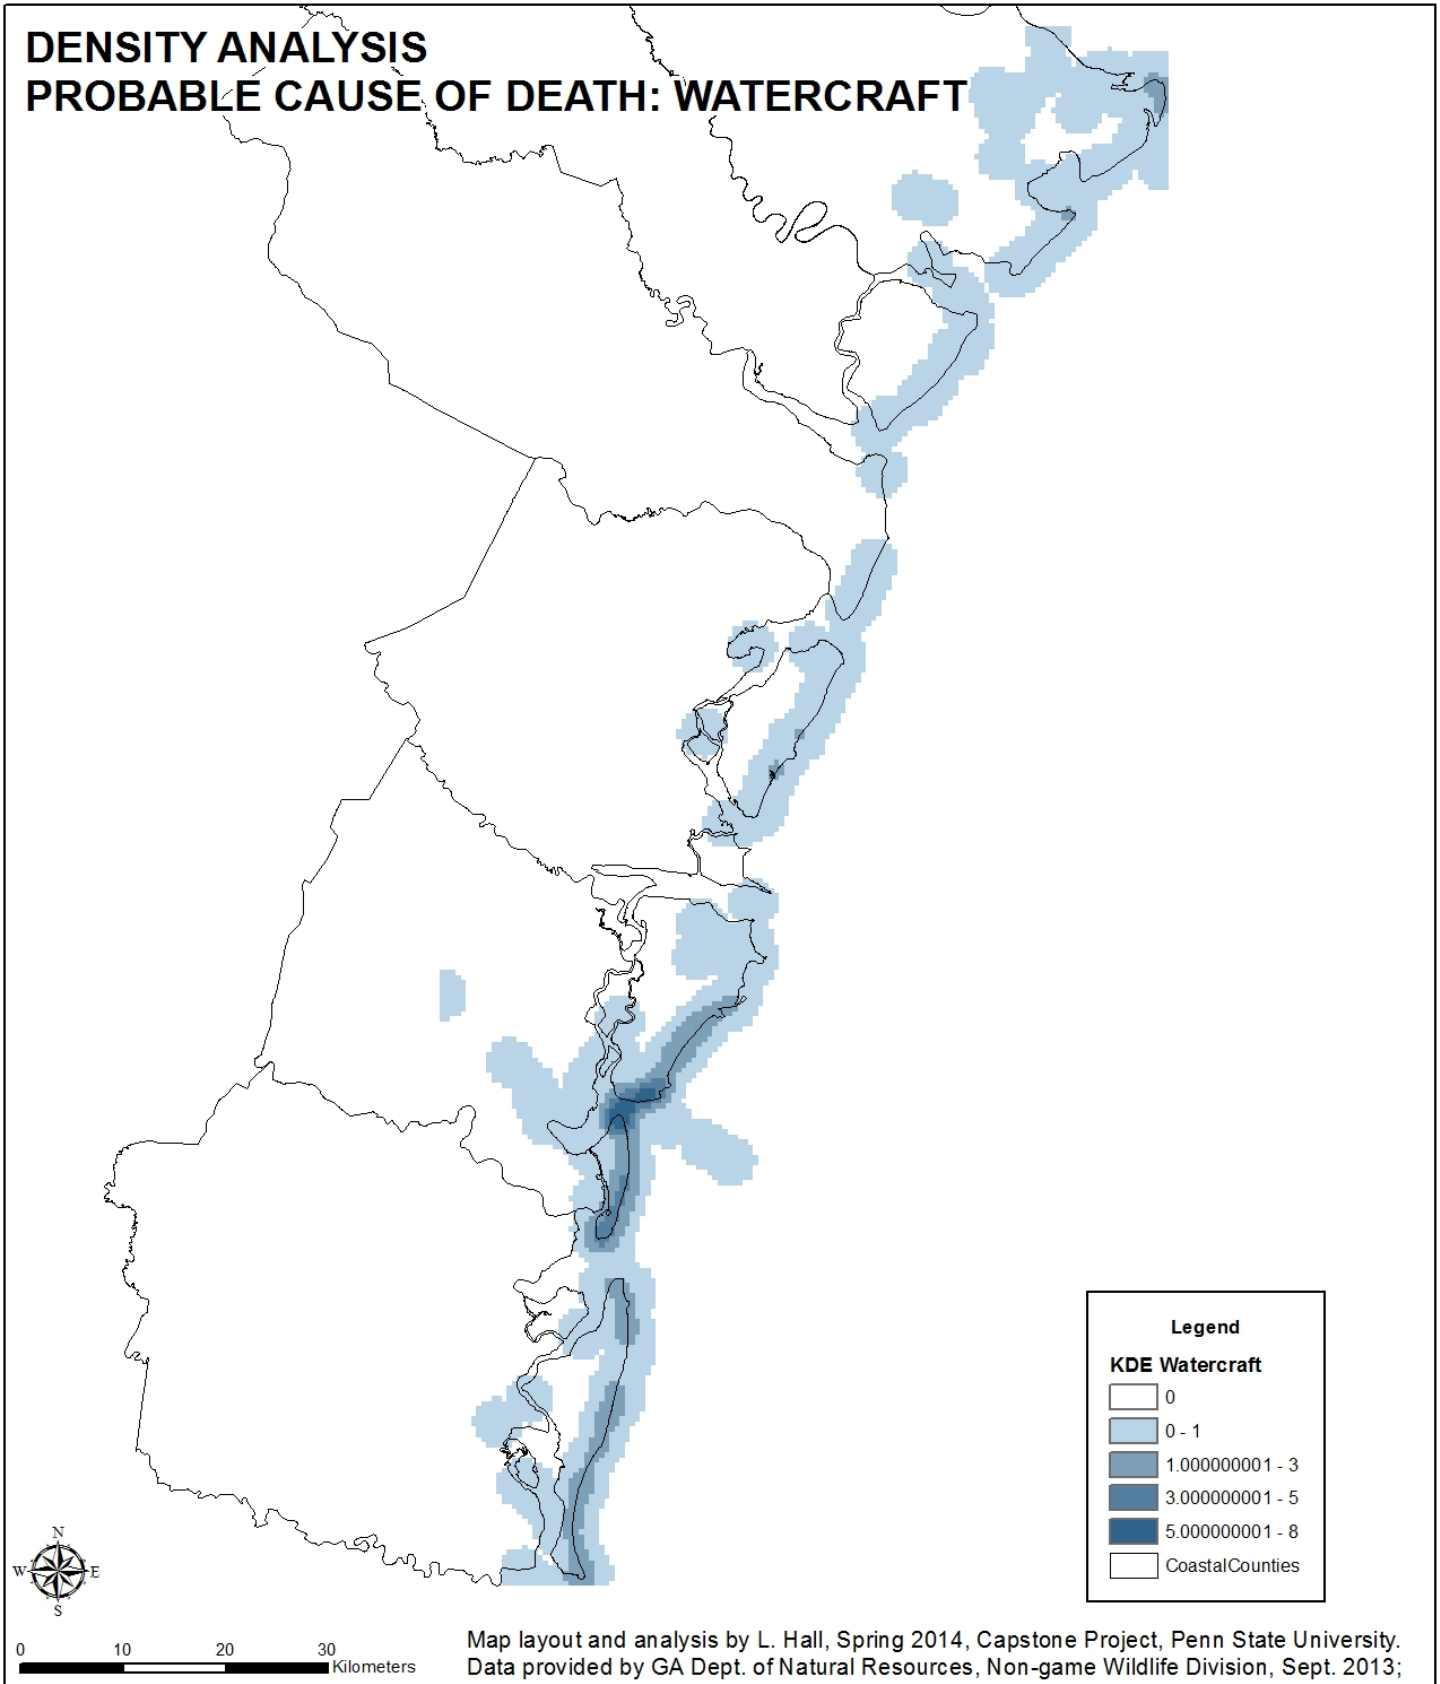 DENSITY ANALYSIS
PROBABLE CAUSE OF DEATH: WATERCRAFT
Legend
KDE Watercraft
0
0 - 1
1.000000001 - 3
3.000000001 - 5
5.000000001 - 8
CoastalCounties
N
W E
S
0 10 20 30
Kilometers
Map layout and analysis by L. Hall, Spring 2014, Capstone Project, Penn State University.
Data provided by GA Dept. of Natural Resources, Non-game Wildlife Division, Sept. 2013;